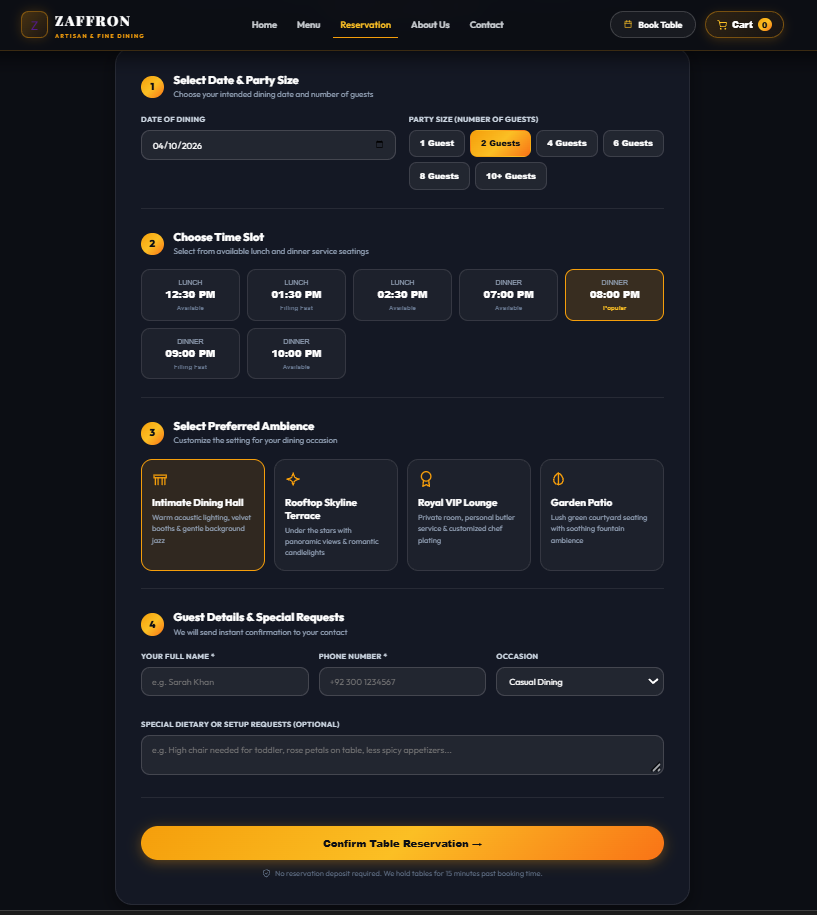 Z
ZAFFRON
ARTISAN & FINE DINING
Home
Menu
Reservation
About Us
Contact
Book Table
Cart
0
1
Select Date & Party Size
Choose your intended dining date and number of guests
DATE OF DINING
04/10/2026
PARTY SIZE (NUMBER OF GUESTS)
1 Guest
2 Guests
4 Guests
6 Guests
8 Guests
10+ Guests
2
Choose Time Slot
Select from available lunch and dinner service seatings
LUNCH
12:30 PM
Available
LUNCH
01:30 PM
Filling Fast
LUNCH
02:30 PM
Available
DINNER
07:00 PM
Available
DINNER
08:00 PM
Popular
DINNER
09:00 PM
Filling Fast
DINNER
10:00 PM
Available
3
Select Preferred Ambience
Customize the setting for your dining occasion
Intimate Dining Hall
Warm acoustic lighting, velvet
booths & gentle background
jazz
Rooftop Skyline
Terrace
Under the stars with
panoramic views & romantic
candlelights
Royal VIP Lounge
Private room, personal butler
service & customized chef
plating
Garden Patio
Lush green courtyard seating
with soothing fountain
ambience
4
Guest Details & Special Requests
We will send instant confirmation to your contact
YOUR FULL NAME *
e.g. Sarah Khan
PHONE NUMBER *
+92 300 1234567
OCCASION
Casual Dining
SPECIAL DIETARY OR SETUP REQUESTS (OPTIONAL)
e.g. High chair needed for toddler, rose petals on table, less spicy appetizers...
Confirm Table Reservation →
No reservation deposit required. We hold tables for 15 minutes past booking time.